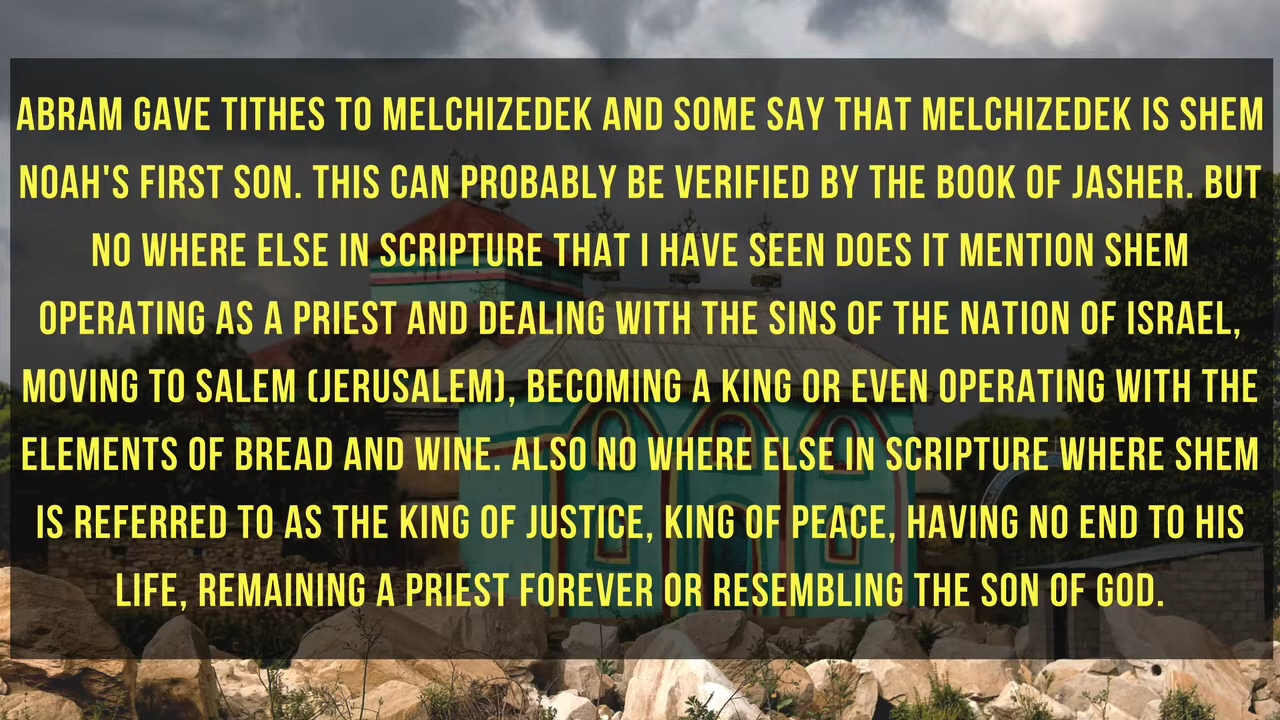 ABRAM GAVE TITHES TO MELCHIZEDEK AND SOME SAY THAT MELCHIZEDEK IS SHEM
NOAH'S FIRST SON. THIS CAN PROBABLY BE VERIFIED BY THE BOOK OF JASHER. BUT
NO WHERE ELSE IN SCRIPTURE THAT I HAVE SEEN DOES IT MENTION SHEM
OPERATING AS A PRIEST AND DEALING WITH THE SINS OF THE NATION OF ISRAEL,
MOVING TO SALEM (JERUSALEM), BECOMING A KING OR EVEN OPERATING WITH THE
ELEMENTS OF BREAD AND WINE. ALSO NO WHERE ELSE IN SCRIPTURE WHERE SHEM
IS REFERRED TO AS THE KING OF JUSTICE, KING OF PEACE, HAVING NO END TO HIS
LIFE, REMAINING A PRIEST FOREVER OR RESEMBLING THE SON OF GOD.